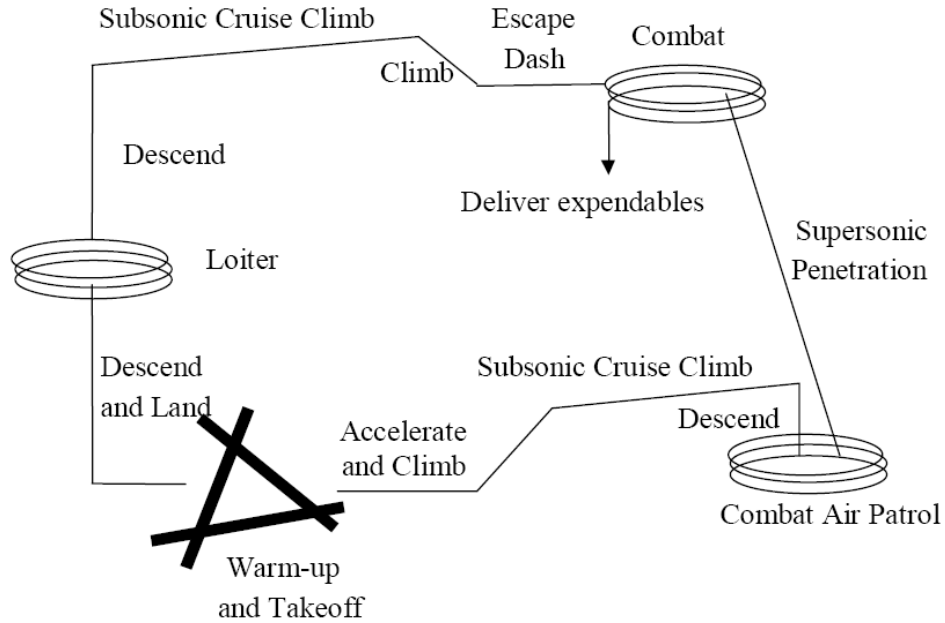 Subsonic Cruise Climb
Escape
Dash
Combat
Climb
Descend
Deliver expendables
Supersonic
Penetration
Loiter
Descend
and Land
Subsonic Cruise Climb
Accelerate
and Climb
Descend
Combat Air Patrol
Warm-up
and Takeoff